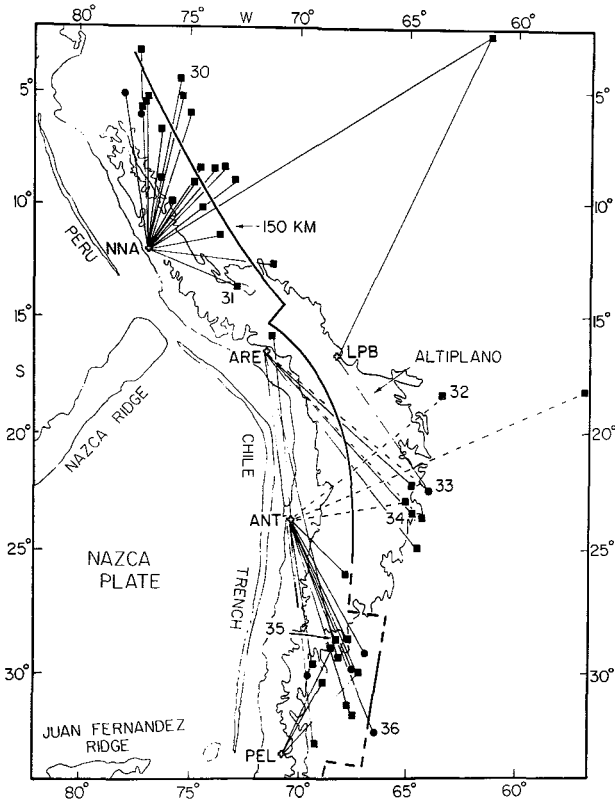 80° 75° W 70° 65° 60°
5° 30 5°
10° 10°
150 KM
NNA
PERU
31
15° 15°
S ARE LPB ALTIPLANO
NAZCA RIDGE
32
20° 20°
CHILE
33
34
ANT
25° 25°
NAZCA
PLATE
TRENCH
35
30° 30°
JUAN FERNANDEZ
RIDGE
36
PEL
80° 75° 70° 65° 60°